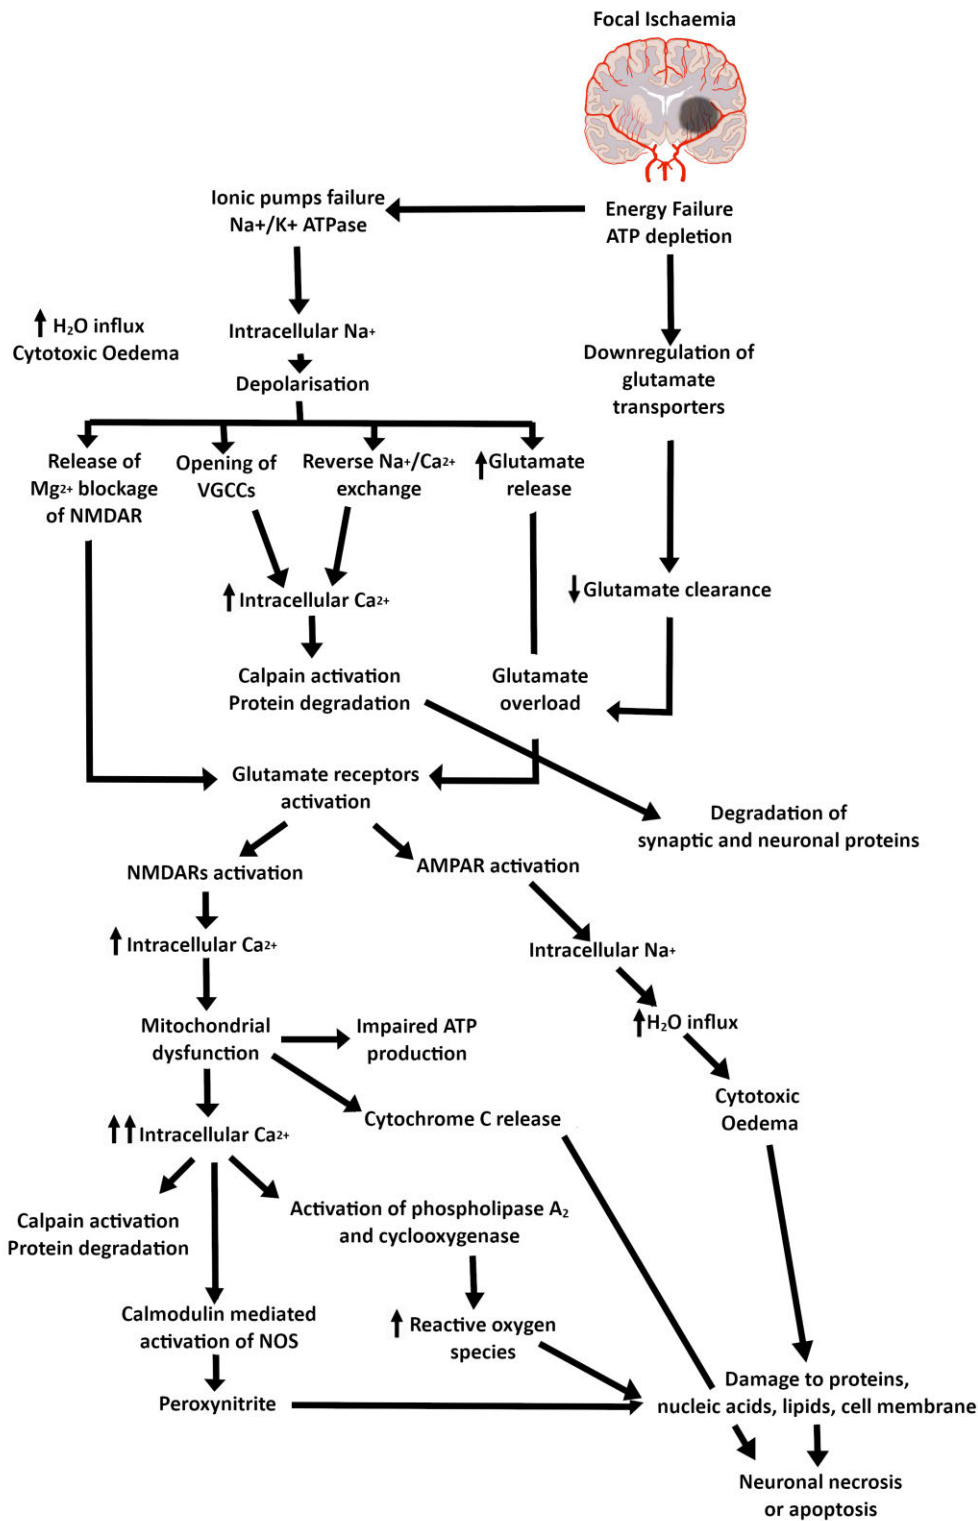 Focal Ischaemia
Ionic pumps failure
Na+/K+ ATPase
Energy Failure
ATP depletion
H₂O influx
Cytotoxic Oedema
Intracellular Na+
Depolarisation
Downregulation of
glutamate
transporters
Release of
Mg²⁺ blockage
of NMDAR
Opening of
VGCCs
Reverse Na+/Ca²⁺
exchange
Glutamate
release
Intracellular Ca²⁺
Glutamate clearance
Calpain activation
Protein degradation
Glutamate
overload
Glutamate receptors
activation
Degradation of
synaptic and neuronal proteins
NMDARs activation
AMPAR activation
Intracellular Ca²⁺
Intracellular Na+
Mitochondrial
dysfunction
Impaired ATP
production
H₂O influx
Cytotoxic
Oedema
Cytochrome C release
Intracellular Ca²⁺
Calpain activation
Protein degradation
Activation of phospholipase A₂
and cyclooxygenase
Calmodulin mediated
activation of NOS
Reactive oxygen
species
Peroxynitrite
Damage to proteins,
nucleic acids, lipids, cell membrane
Neuronal necrosis
or apoptosis